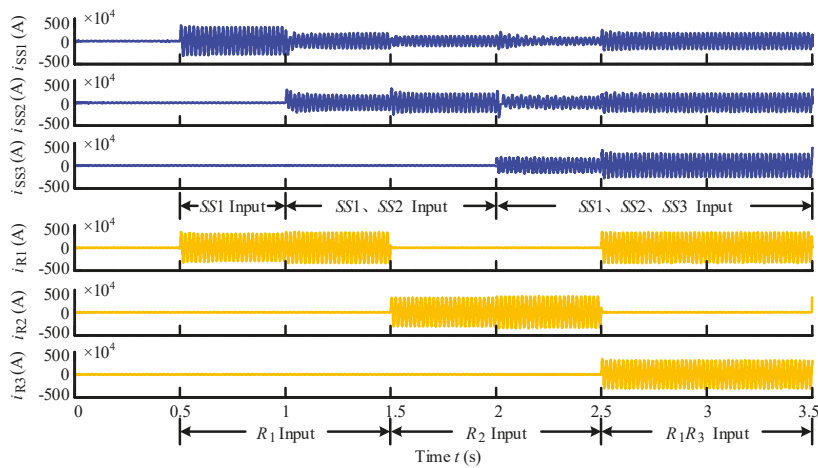 ×10⁴
500
0
-500
i_SS1 (A)
×10⁴
500
0
-500
i_SS2 (A)
×10⁴
500
0
-500
i_SS3 (A)
SS1 Input
SS1、SS2 Input
SS1、SS2、SS3 Input
×10⁴
500
0
-500
i_R1 (A)
×10⁴
500
0
-500
i_R2 (A)
×10⁴
500
0
-500
i_R3 (A)
0 0.5 1 1.5 2 2.5 3 3.5
R₁ Input
R₂ Input
R₁R₃ Input
Time t (s)